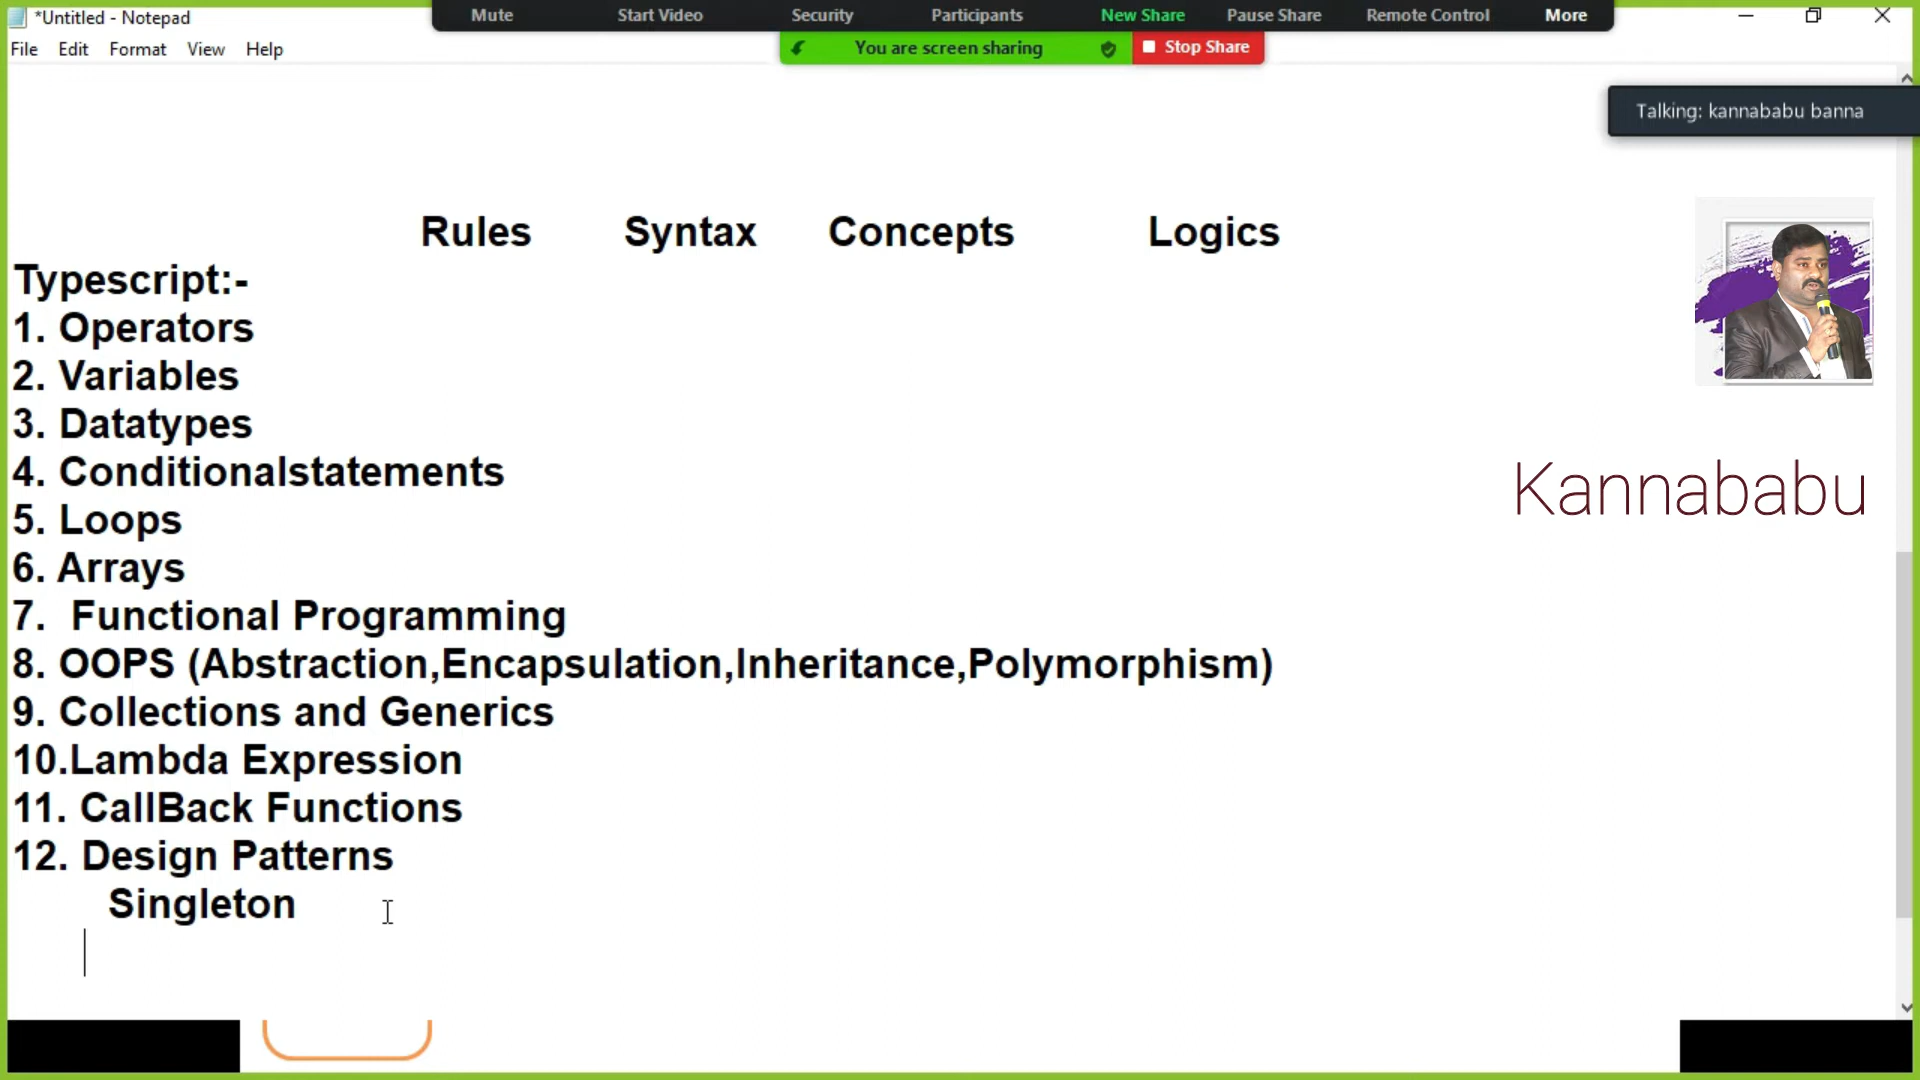 *Untitled - Notepad
Mute Start Video Security Participants New Share Pause Share Remote Control More
File Edit Format View Help
You are screen sharing Stop Share
Talking: kannababu banna
Rules Syntax Concepts Logics
Typescript:-
1. Operators
2. Variables
3. Datatypes
4. Conditionalstatements
Kannababu
5. Loops
6. Arrays
7.  Functional Programming
8. OOPS (Abstraction,Encapsulation,Inheritance,Polymorphism)
9. Collections and Generics
10.Lambda Expression
11. CallBack Functions
12. Design Patterns
Singleton